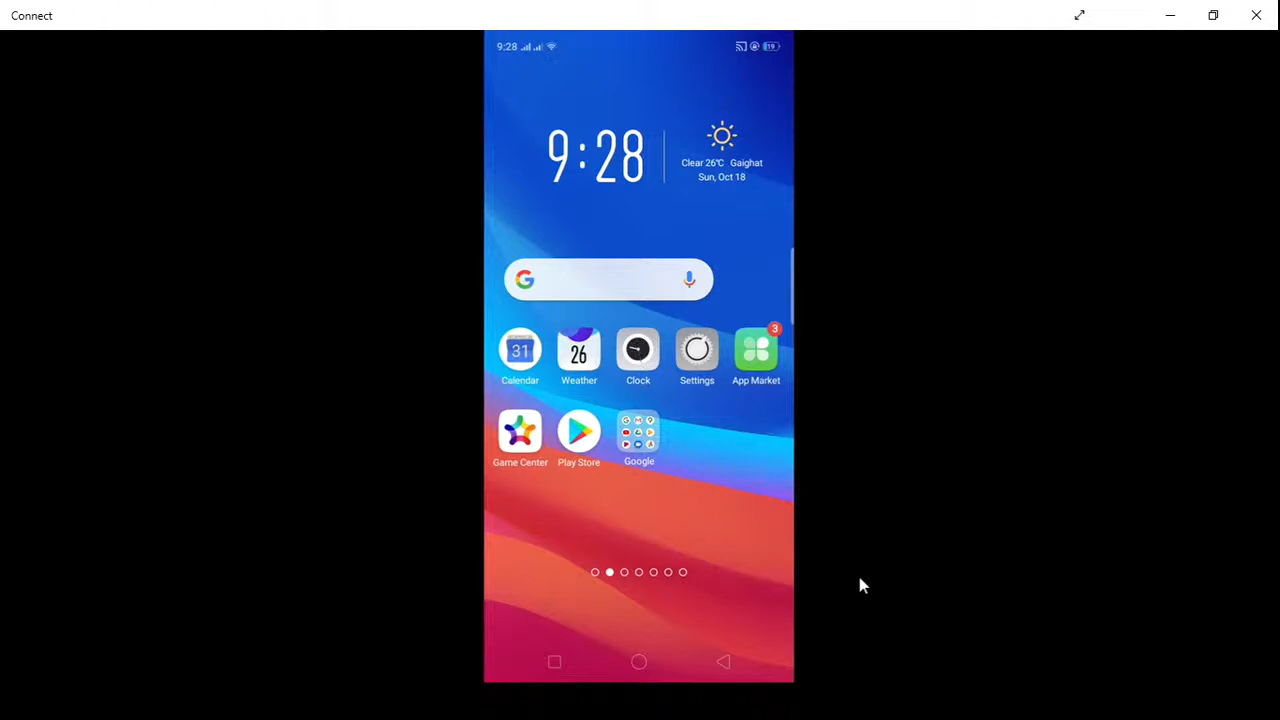 Connect
9:28
19
9:28
Clear 26°C Gaighat
Sun, Oct 18
G
31
26
3
Calendar
Weather
Clock
Settings
App Market
Game Center
Play Store
Google